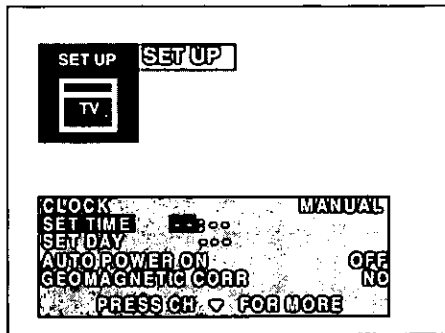 SET UP
SET UP
TV
CLOCK MANUAL
SET TIME --:--
SET DAY ---
AUTO POWER ON OFF
GEOMAGNETIC CORR NO
PRESS CH ▽ FOR MORE